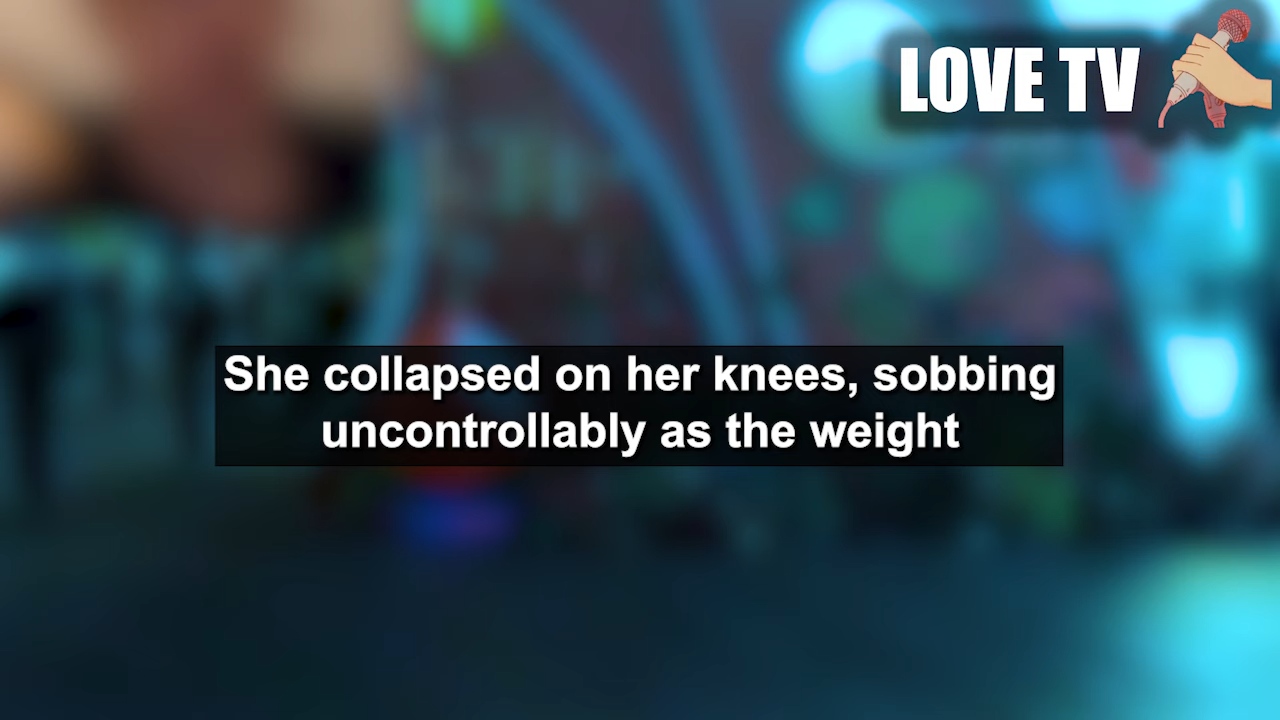 LOVE TV
She collapsed on her knees, sobbing
uncontrollably as the weight